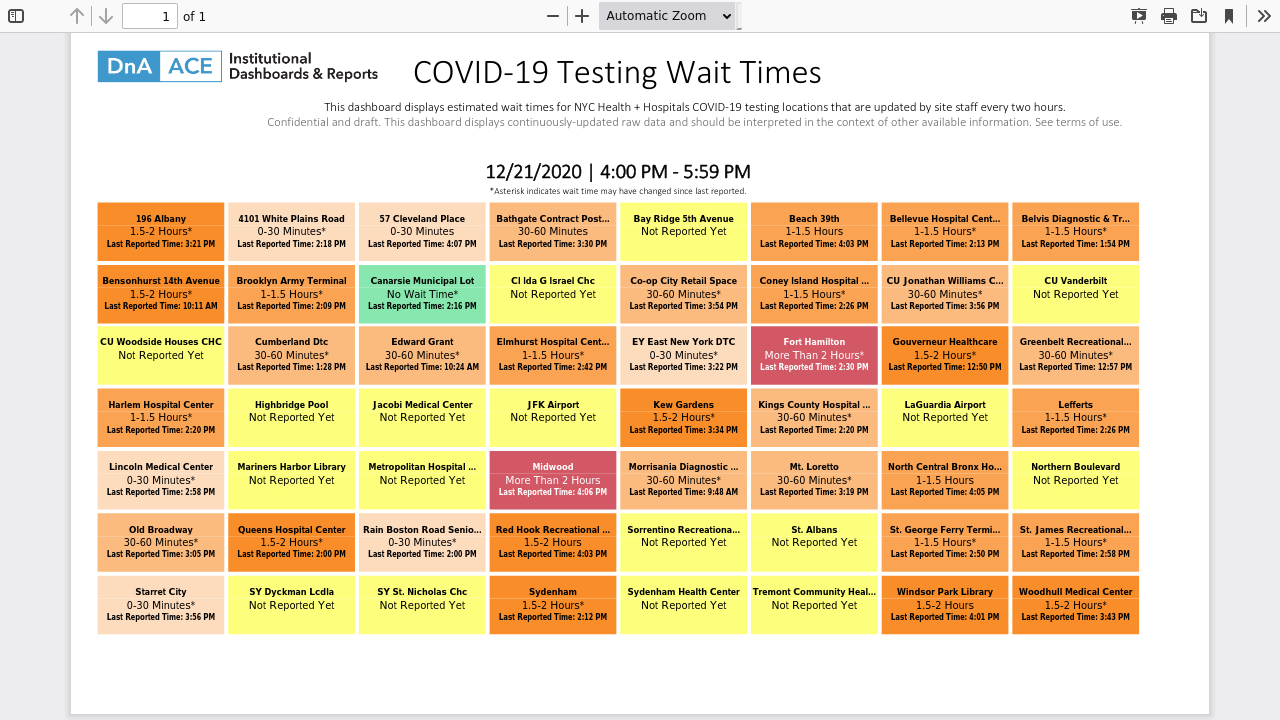 1 of 1 Automatic Zoom
DnA ACE Institutional
Dashboards & Reports
COVID-19 Testing Wait Times
This dashboard displays estimated wait times for NYC Health + Hospitals COVID-19 testing locations that are updated by site staff every two hours.
Confidential and draft. This dashboard displays continuously-updated raw data and should be interpreted in the context of other available information. See terms of use.
12/21/2020 | 4:00 PM - 5:59 PM
*Asterisk indicates wait time may have changed since last reported.
196 Albany
1.5-2 Hours*
Last Reported Time: 3:21 PM
4101 White Plains Road
0-30 Minutes*
Last Reported Time: 2:18 PM
57 Cleveland Place
0-30 Minutes
Last Reported Time: 4:07 PM
Bathgate Contract Post...
30-60 Minutes
Last Reported Time: 3:30 PM
Bay Ridge 5th Avenue
Not Reported Yet
Beach 39th
1-1.5 Hours
Last Reported Time: 4:03 PM
Bellevue Hospital Cent...
1-1.5 Hours*
Last Reported Time: 2:13 PM
Belvis Diagnostic & Tr...
1-1.5 Hours*
Last Reported Time: 1:54 PM
Bensonhurst 14th Avenue
1.5-2 Hours*
Last Reported Time: 10:11 AM
Brooklyn Army Terminal
1-1.5 Hours*
Last Reported Time: 2:09 PM
Canarsie Municipal Lot
No Wait Time*
Last Reported Time: 2:16 PM
CI Ida G Israel Chc
Not Reported Yet
Co-op City Retail Space
30-60 Minutes*
Last Reported Time: 3:54 PM
Coney Island Hospital ...
1-1.5 Hours*
Last Reported Time: 2:26 PM
CU Jonathan Williams C...
30-60 Minutes*
Last Reported Time: 3:56 PM
CU Vanderbilt
Not Reported Yet
CU Woodside Houses CHC
Not Reported Yet
Cumberland Dtc
30-60 Minutes*
Last Reported Time: 1:28 PM
Edward Grant
30-60 Minutes*
Last Reported Time: 10:24 AM
Elmhurst Hospital Cent...
1-1.5 Hours*
Last Reported Time: 2:42 PM
EY East New York DTC
0-30 Minutes*
Last Reported Time: 3:22 PM
Fort Hamilton
More Than 2 Hours*
Last Reported Time: 2:30 PM
Gouverneur Healthcare
1.5-2 Hours*
Last Reported Time: 12:50 PM
Greenbelt Recreational...
30-60 Minutes*
Last Reported Time: 12:57 PM
Harlem Hospital Center
1-1.5 Hours*
Last Reported Time: 2:20 PM
Highbridge Pool
Not Reported Yet
Jacobi Medical Center
Not Reported Yet
JFK Airport
Not Reported Yet
Kew Gardens
1.5-2 Hours*
Last Reported Time: 3:34 PM
Kings County Hospital ...
30-60 Minutes*
Last Reported Time: 2:20 PM
LaGuardia Airport
Not Reported Yet
Lefferts
1-1.5 Hours*
Last Reported Time: 2:26 PM
Lincoln Medical Center
0-30 Minutes*
Last Reported Time: 2:58 PM
Mariners Harbor Library
Not Reported Yet
Metropolitan Hospital ...
Not Reported Yet
Midwood
More Than 2 Hours
Last Reported Time: 4:06 PM
Morrisania Diagnostic ...
30-60 Minutes*
Last Reported Time: 9:48 AM
Mt. Loretto
30-60 Minutes*
Last Reported Time: 3:19 PM
North Central Bronx Ho...
1-1.5 Hours
Last Reported Time: 4:05 PM
Northern Boulevard
Not Reported Yet
Old Broadway
30-60 Minutes*
Last Reported Time: 3:05 PM
Queens Hospital Center
1.5-2 Hours*
Last Reported Time: 2:00 PM
Rain Boston Road Senio...
0-30 Minutes*
Last Reported Time: 2:00 PM
Red Hook Recreational ...
1.5-2 Hours
Last Reported Time: 4:03 PM
Sorrentino Recreationa...
Not Reported Yet
St. Albans
Not Reported Yet
St. George Ferry Termi...
1-1.5 Hours*
Last Reported Time: 2:50 PM
St. James Recreational...
1-1.5 Hours*
Last Reported Time: 2:58 PM
Starret City
0-30 Minutes*
Last Reported Time: 3:56 PM
SY Dyckman Lcdla
Not Reported Yet
SY St. Nicholas Chc
Not Reported Yet
Sydenham
1.5-2 Hours*
Last Reported Time: 2:12 PM
Sydenham Health Center
Not Reported Yet
Tremont Community Heal...
Not Reported Yet
Windsor Park Library
1.5-2 Hours
Last Reported Time: 4:01 PM
Woodhull Medical Center
1.5-2 Hours*
Last Reported Time: 3:43 PM